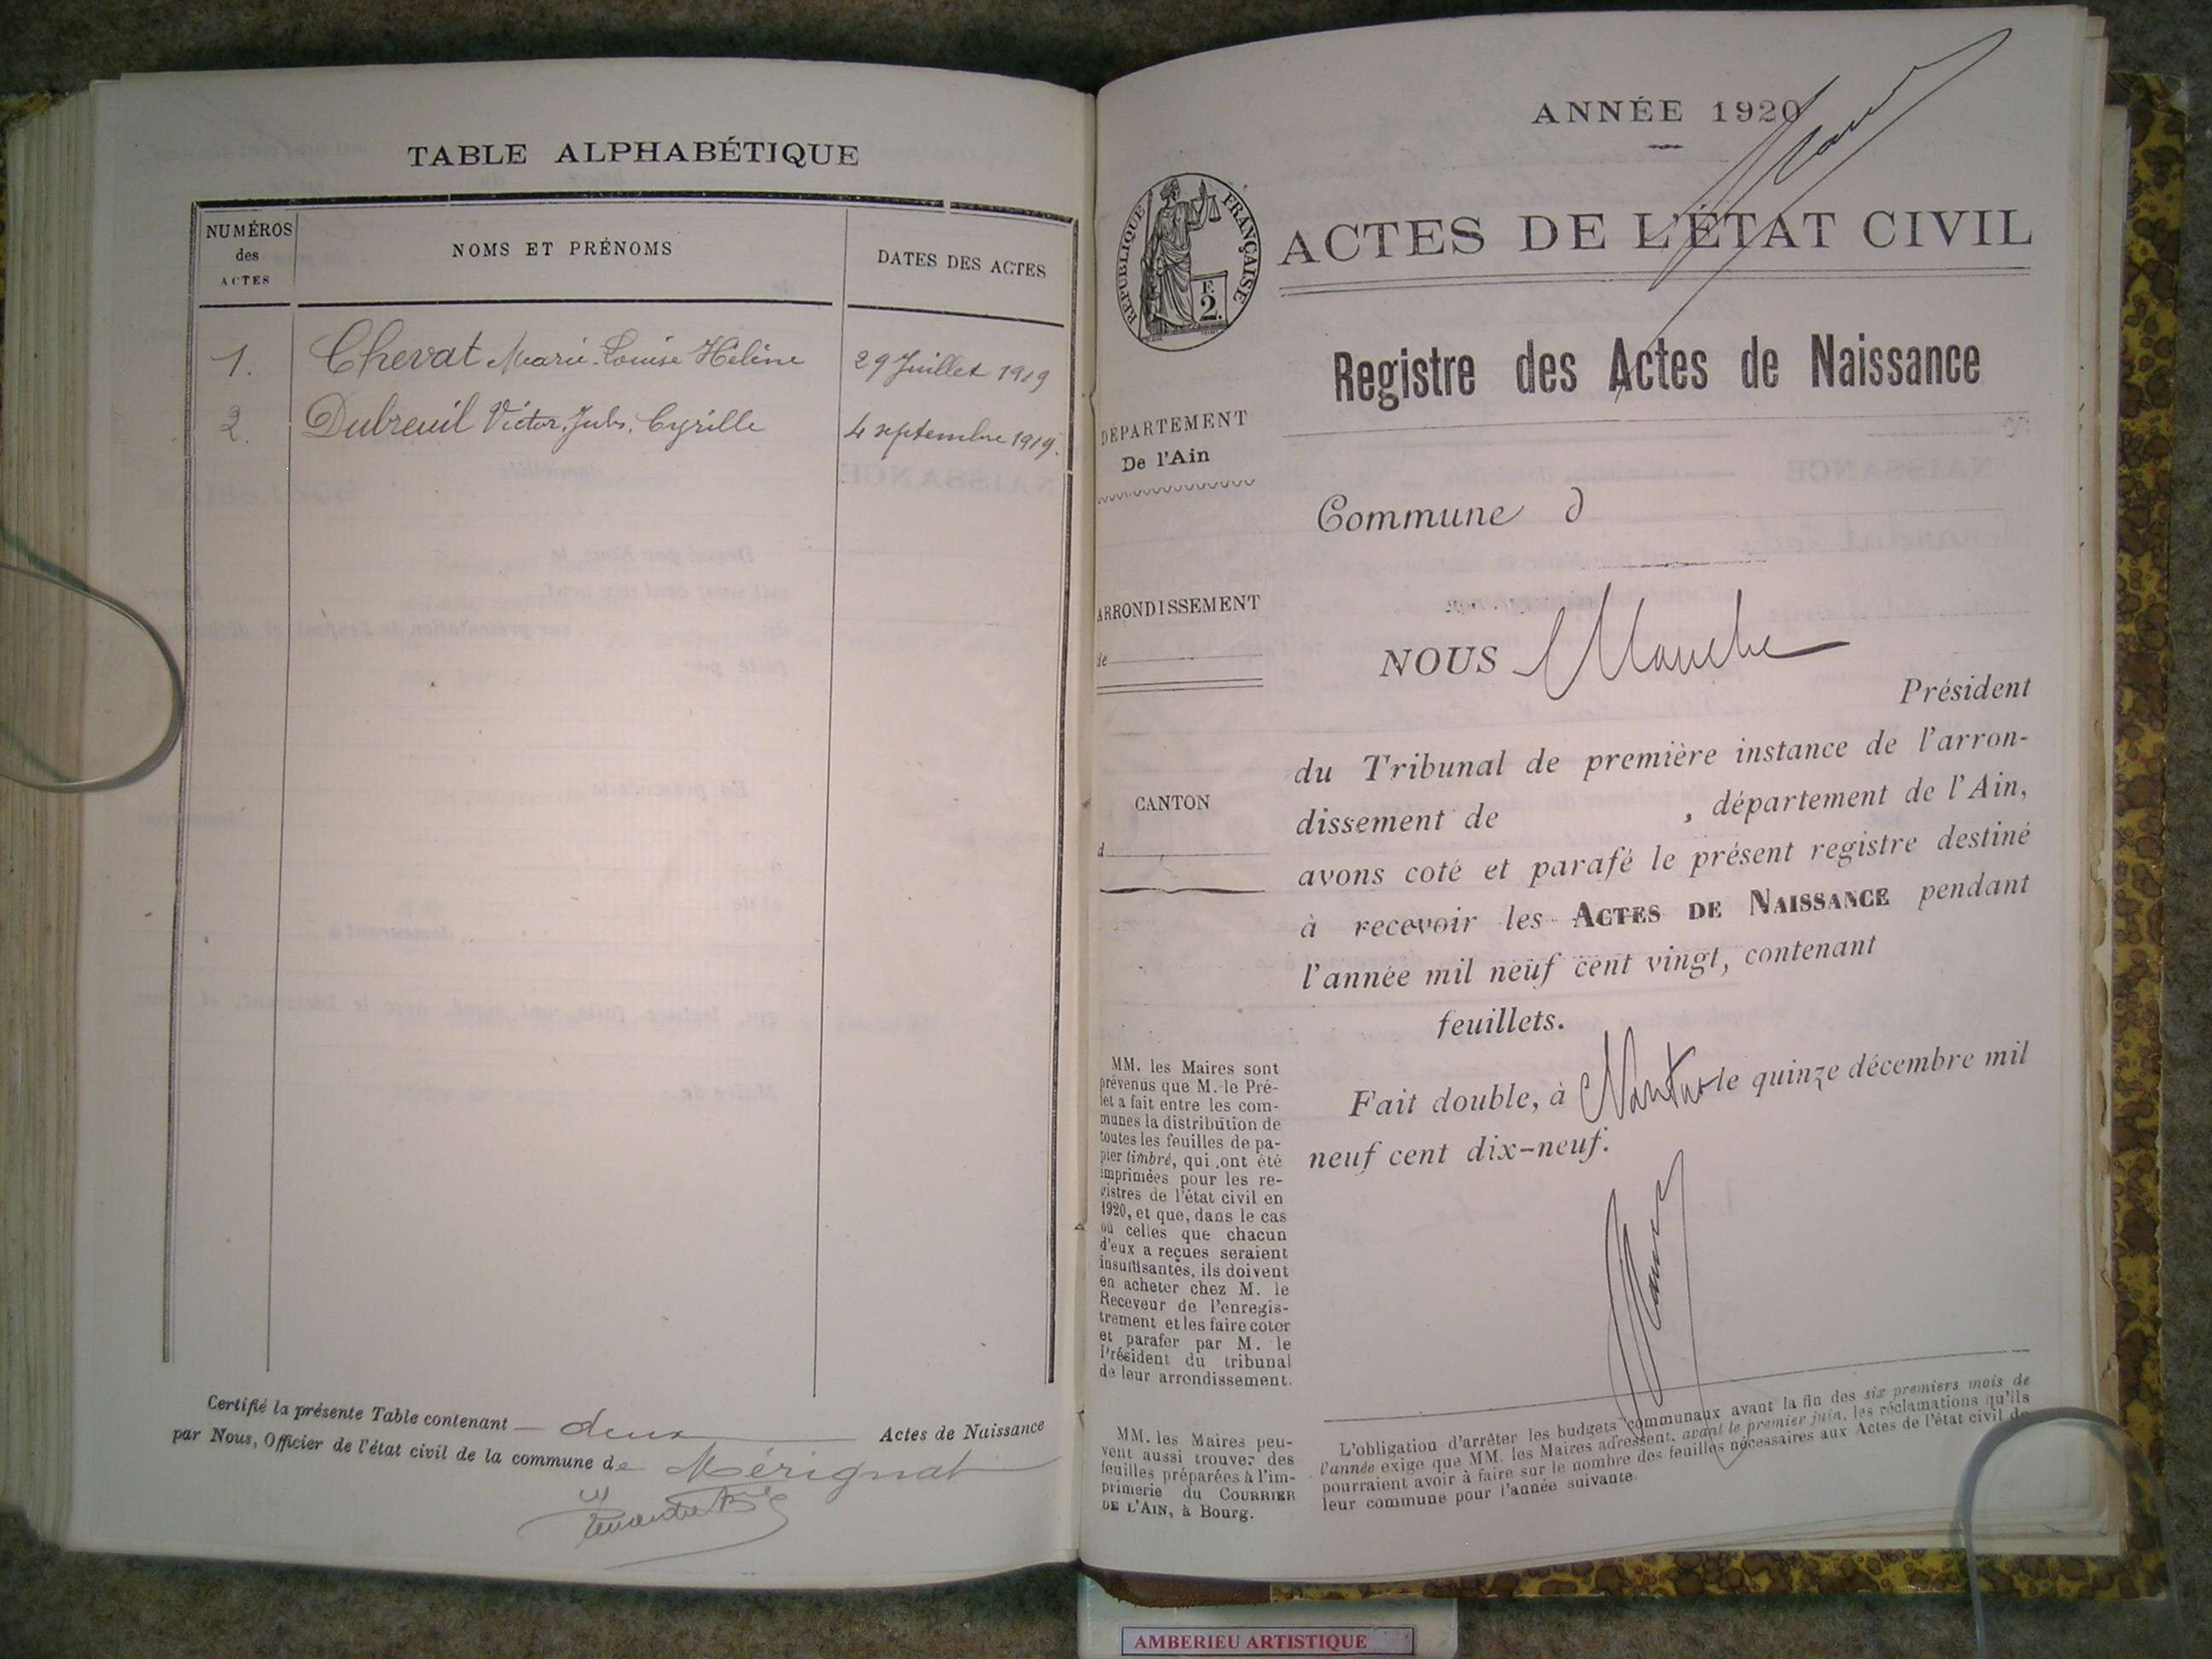 TABLE ALPHABÉTIQUE
NUMÉROS des ACTES
NOMS ET PRÉNOMS
DATES DES ACTES
1. Chevat Marie-Louise Hélène 29 Juillet 1919
2. Dubreuil Victor, Jules, Cyrille 4 septembre 1919.
Certifié la présente Table contenant deux Actes de Naissance
par Nous, Officier de l'état civil de la commune de Mérignat
ANNÉE 1920
RÉPUBLIQUE FRANÇAISE
F. 2.
ACTES DE L'ÉTAT CIVIL
Registre des Actes de Naissance
DÉPARTEMENT
De l'Ain
Commune d
ARRONDISSEMENT
de
CANTON
d
NOUS
Président
du Tribunal de première instance de l'arron-
dissement de , département de l'Ain,
avons coté et parafé le présent registre destiné
à recevoir les ACTES DE NAISSANCE pendant
l'année mil neuf cent vingt, contenant
feuillets.
Fait double, à Nantua le quinze décembre mil
neuf cent dix-neuf.
MM. les Maires sont
prévenus que M. le Pré-
fet a fait entre les com-
munes la distribution de
toutes les feuilles de pa-
pier timbré, qui ont été
imprimées pour les re-
gistres de l'état civil en
1920, et que, dans le cas
où celles que chacun
d'eux a reçues seraient
insuffisantes, ils doivent
en acheter chez M. le
Receveur de l'enregis-
trement et les faire coter
et parafer par M. le
Président du tribunal
de leur arrondissement.
MM. les Maires peu-
vent aussi trouver des
feuilles préparées à l'im-
primerie du COURRIER
DE L'AIN, à Bourg.
L'obligation d'arrêter les budgets communaux avant la fin des six premiers mois de
l'année exige que MM. les Maires adressent, avant le premier juin, les réclamations qu'ils
pourraient avoir à faire sur le nombre des feuilles nécessaires aux Actes de l'état civil de
leur commune pour l'année suivante.
AMBERIEU ARTISTIQUE